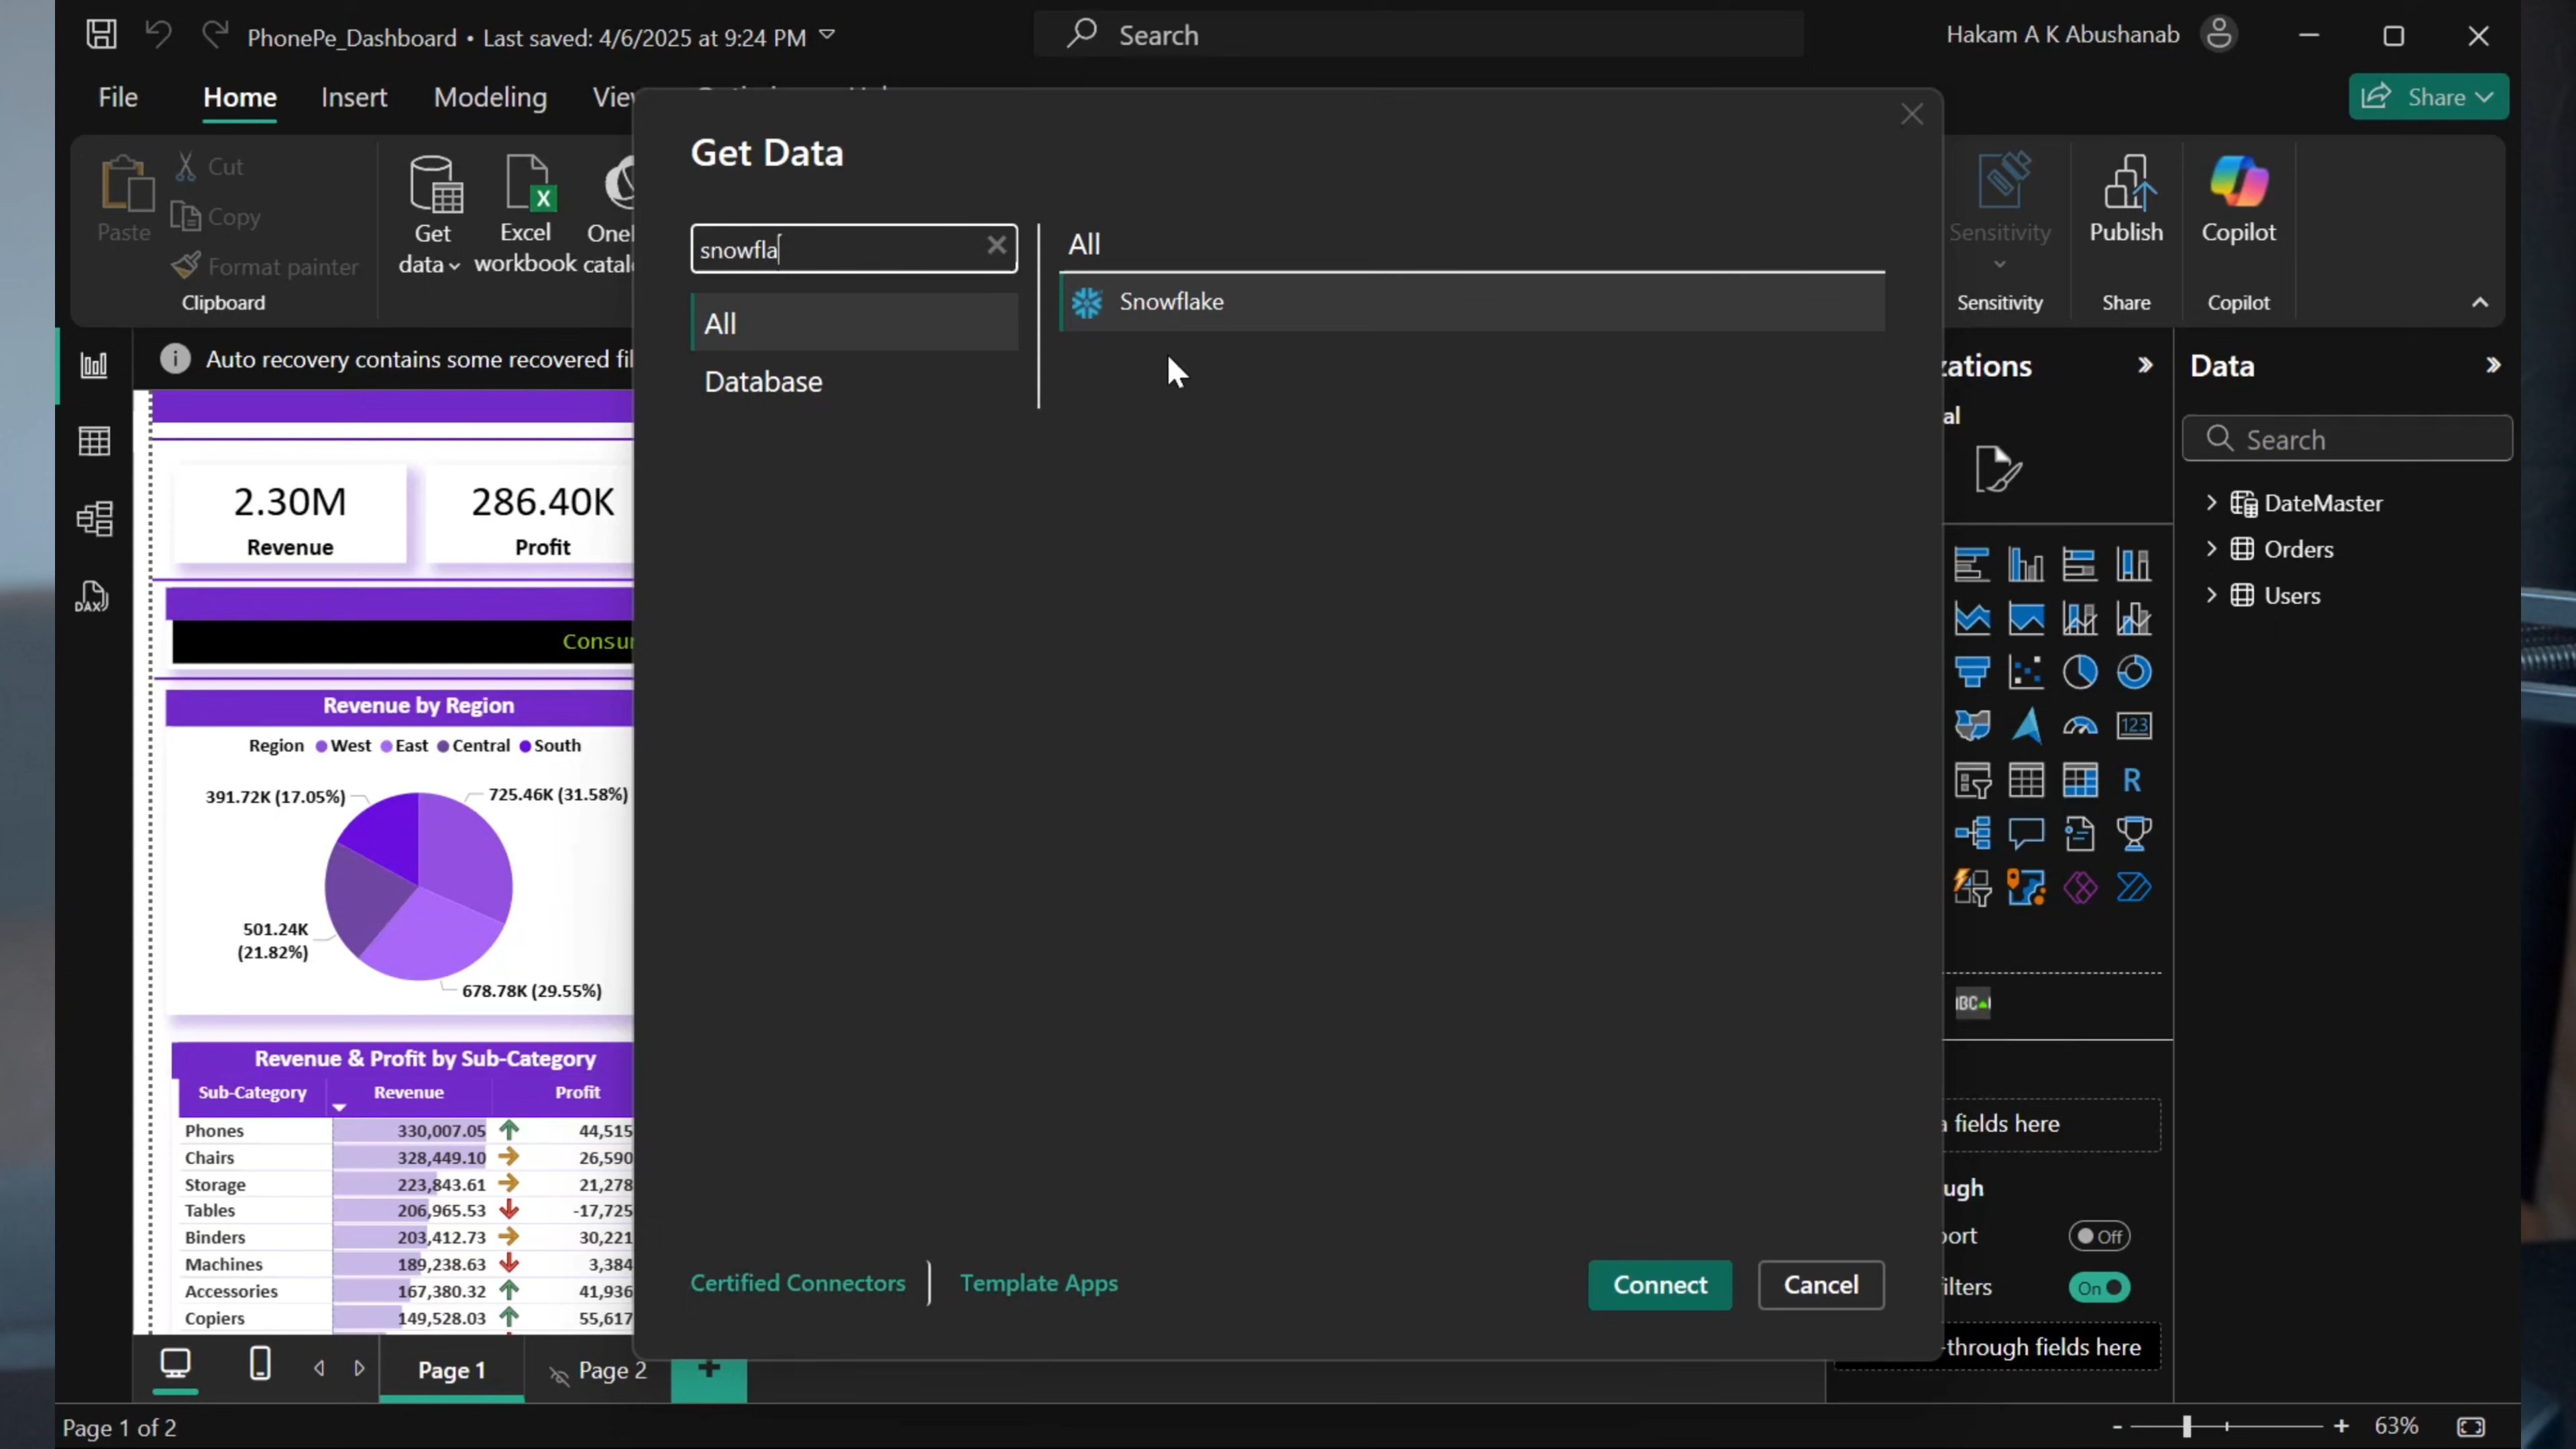 PhonePe_Dashboard • Last saved: 4/6/2025 at 9:24 PM
Search
Hakam A K Abushanab
File
Home
Insert
Modeling
Share
Paste
Cut
Copy
Format painter
Clipboard
Get data
Excel workbook
Sensitivity
Sensitivity
Publish
Share
Copilot
Copilot
Get Data
snowfla
All
Database
All
Snowflake
Certified Connectors
Template Apps
Connect
Cancel
Auto recovery contains some recovered
DAX
2.30M
Revenue
286.40K
Profit
Revenue by Region
Region West East Central South
391.72K (17.05%)
725.46K (31.58%)
501.24K
(21.82%)
678.78K (29.55%)
Revenue & Profit by Sub-Category
Sub-Category Revenue Profit
Phones 330,007.05 44,515
Chairs 328,449.10 26,590
Storage 223,843.61 21,278
Tables 206,965.53 -17,725
Binders 203,412.73 30,221
Machines 189,238.63 3,384
Accessories 167,380.32 41,936
Copiers 149,528.03 55,617
Data
Search
DateMaster
Orders
Users
123
R
fields here
Off
On
-through fields here
Page 1
Page 2
Page 1 of 2
63%